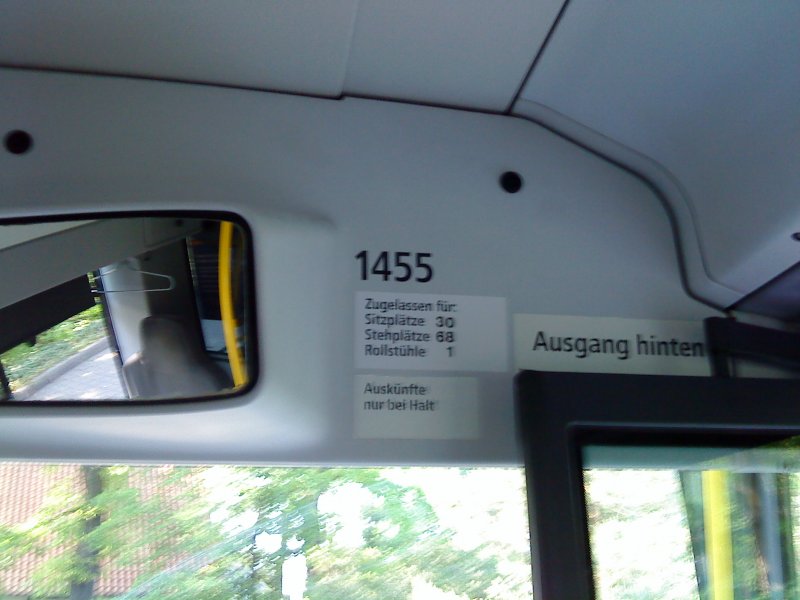 1455
Zugelassen für:
Sitzplätze 30
Stehplätze 68
Rollstühle 1
Ausgang hinten
Auskünfte
nur bei Halt